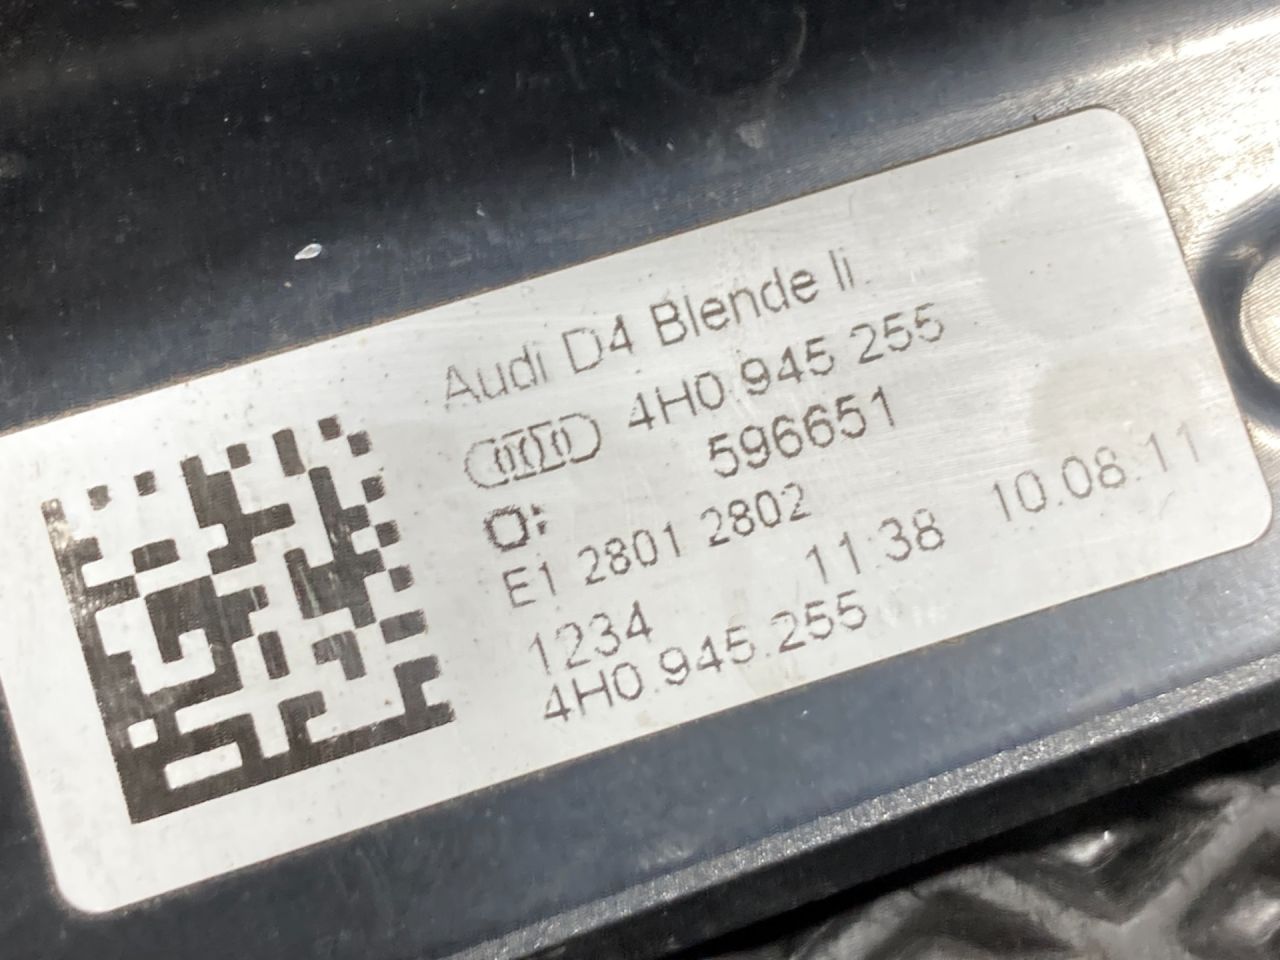 Audi D4 Blende li.
4H0 945 255
596651
E1 2801 2802
1234 11:38 10.08.11
4H0.945.255